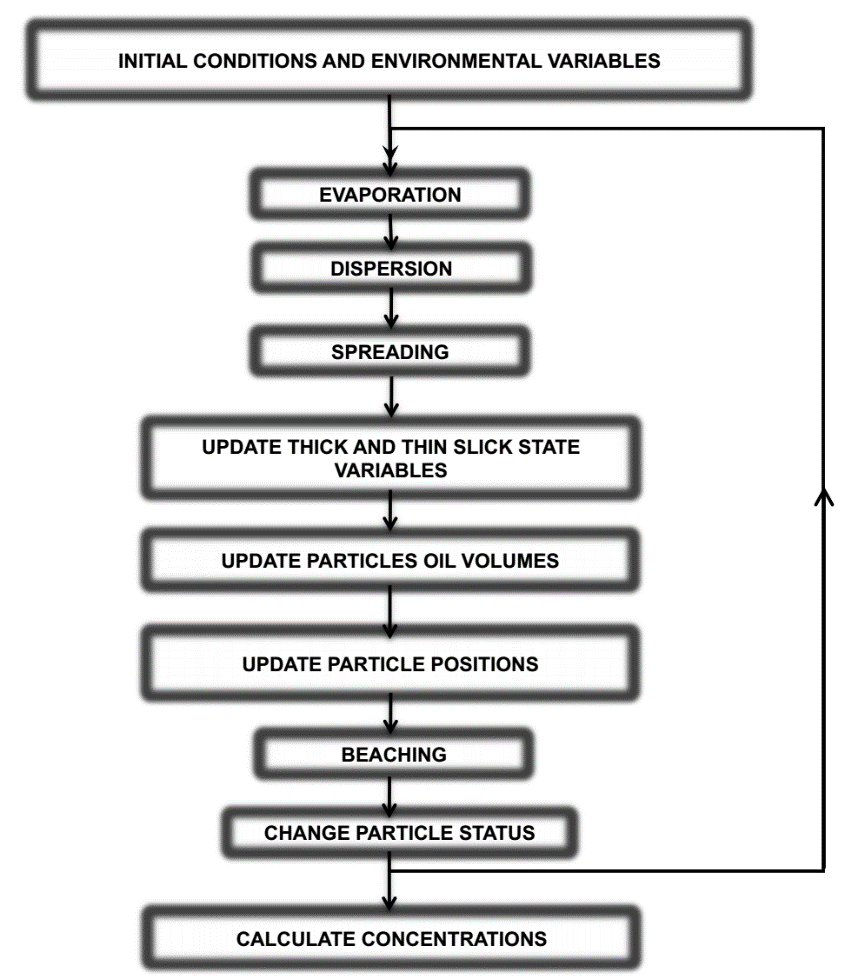 INITIAL CONDITIONS AND ENVIRONMENTAL VARIABLES
EVAPORATION
DISPERSION
SPREADING
UPDATE THICK AND THIN SLICK STATE
VARIABLES
UPDATE PARTICLES OIL VOLUMES
UPDATE PARTICLE POSITIONS
BEACHING
CHANGE PARTICLE STATUS
CALCULATE CONCENTRATIONS